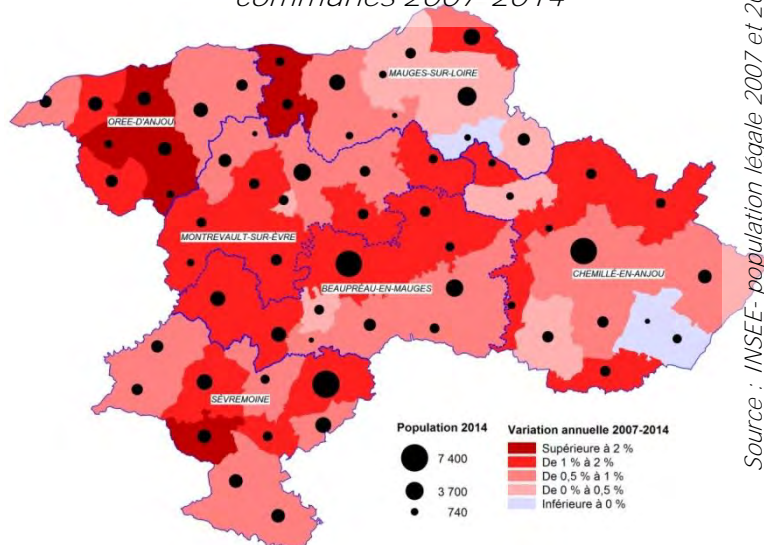 communes 2007-2014
MAUGES-SUR-LOIRE
OREE-D'ANJOU
MONTREVAULT-SUR-ÈVRE
CHEMILLÉ-EN-ANJOU
BEAUPRÉAU-EN-MAUGES
SÈVREMOINE
Population 2014
7 400
3 700
740
Variation annuelle 2007-2014
Supérieure à 2 %
De 1 % à 2 %
De 0,5 % à 1 %
De 0 % à 0,5 %
Inférieure à 0 %
Source : INSEE- population légale 2007 et